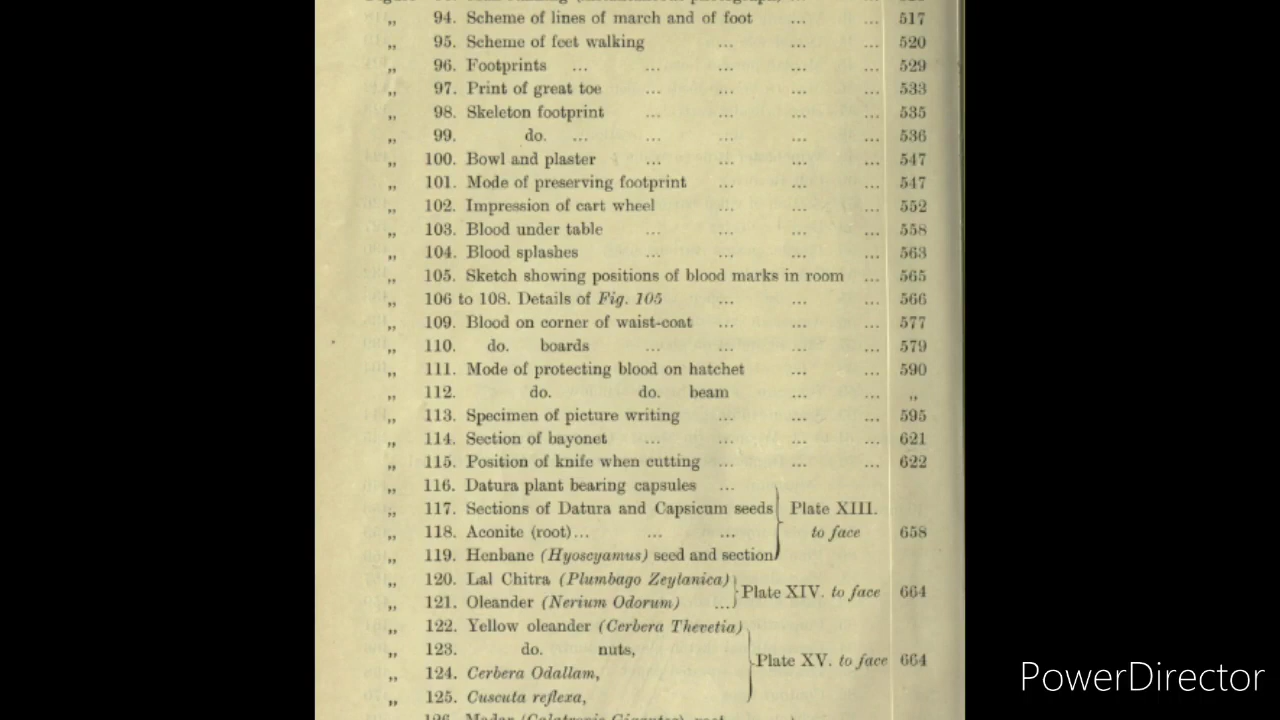 „ 94. Scheme of lines of march and of foot ... ... 517
„ 95. Scheme of feet walking ... ... ... 520
„ 96. Footprints ... ... ... ... ... 529
„ 97. Print of great toe ... ... ... ... 533
„ 98. Skeleton footprint ... ... ... ... 535
„ 99. do. ... ... ... ... ... 536
„ 100. Bowl and plaster ... ... ... ... 547
„ 101. Mode of preserving footprint ... ... ... 547
„ 102. Impression of cart wheel ... ... ... 552
„ 103. Blood under table ... ... ... ... 558
„ 104. Blood splashes ... ... ... ... 563
„ 105. Sketch showing positions of blood marks in room ... 565
„ 106 to 108. Details of Fig. 105 ... ... ... 566
„ 109. Blood on corner of waist-coat ... ... ... 577
„ 110. do. boards ... ... ... ... 579
„ 111. Mode of protecting blood on hatchet ... ... 590
„ 112. do. do. beam ... ... „
„ 113. Specimen of picture writing ... ... ... 595
„ 114. Section of bayonet ... ... ... ... 621
„ 115. Position of knife when cutting ... ... ... 622
„ 116. Datura plant bearing capsules ...
„ 117. Sections of Datura and Capsicum seeds Plate XIII.
„ 118. Aconite (root)... ... ... to face 658
„ 119. Henbane (Hyoscyamus) seed and section
„ 120. Lal Chitra (Plumbago Zeylanica) Plate XIV. to face 664
„ 121. Oleander (Nerium Odorum) ...
„ 122. Yellow oleander (Cerbera Thevetia)
„ 123. do. nuts, Plate XV. to face 664
„ 124. Cerbera Odallam,
„ 125. Cuscuta reflexa,
PowerDirector